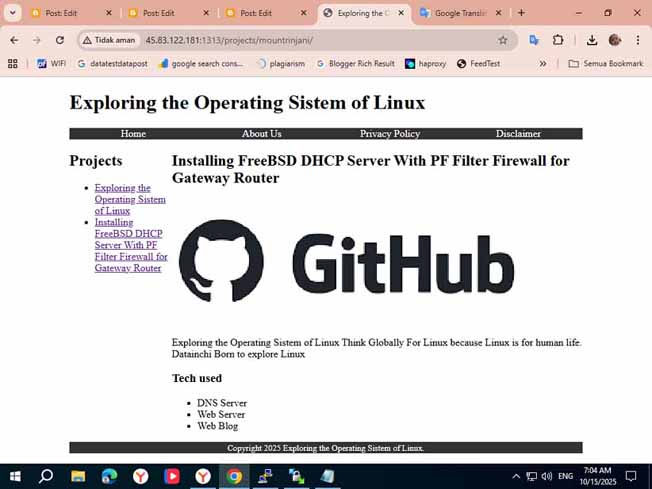 Post: Edit
Post: Edit
Post: Edit
Exploring the O
Google Transla
Tidak aman
45.83.122.181:1313/projects/mountrinjani/
WIFI
datatestdatapost
google search cons...
plagiarism
Blogger Rich Result
haproxy
FeedTest
»
Semua Bookmark
Exploring the Operating Sistem of Linux
Home About Us Privacy Policy Disclaimer
Projects
Exploring the
Operating Sistem
of Linux
Installing
FreeBSD DHCP
Server With PF
Filter Firewall for
Gateway Router
Installing FreeBSD DHCP Server With PF Filter Firewall for
Gateway Router
GitHub
Exploring the Operating Sistem of Linux Think Globally For Linux because Linux is for human life.
Datainchi Born to explore Linux
Tech used
DNS Server
Web Server
Web Blog
Copyright 2025 Exploring the Operating Sistem of Linux.
ENG
7:04 AM
10/15/2025